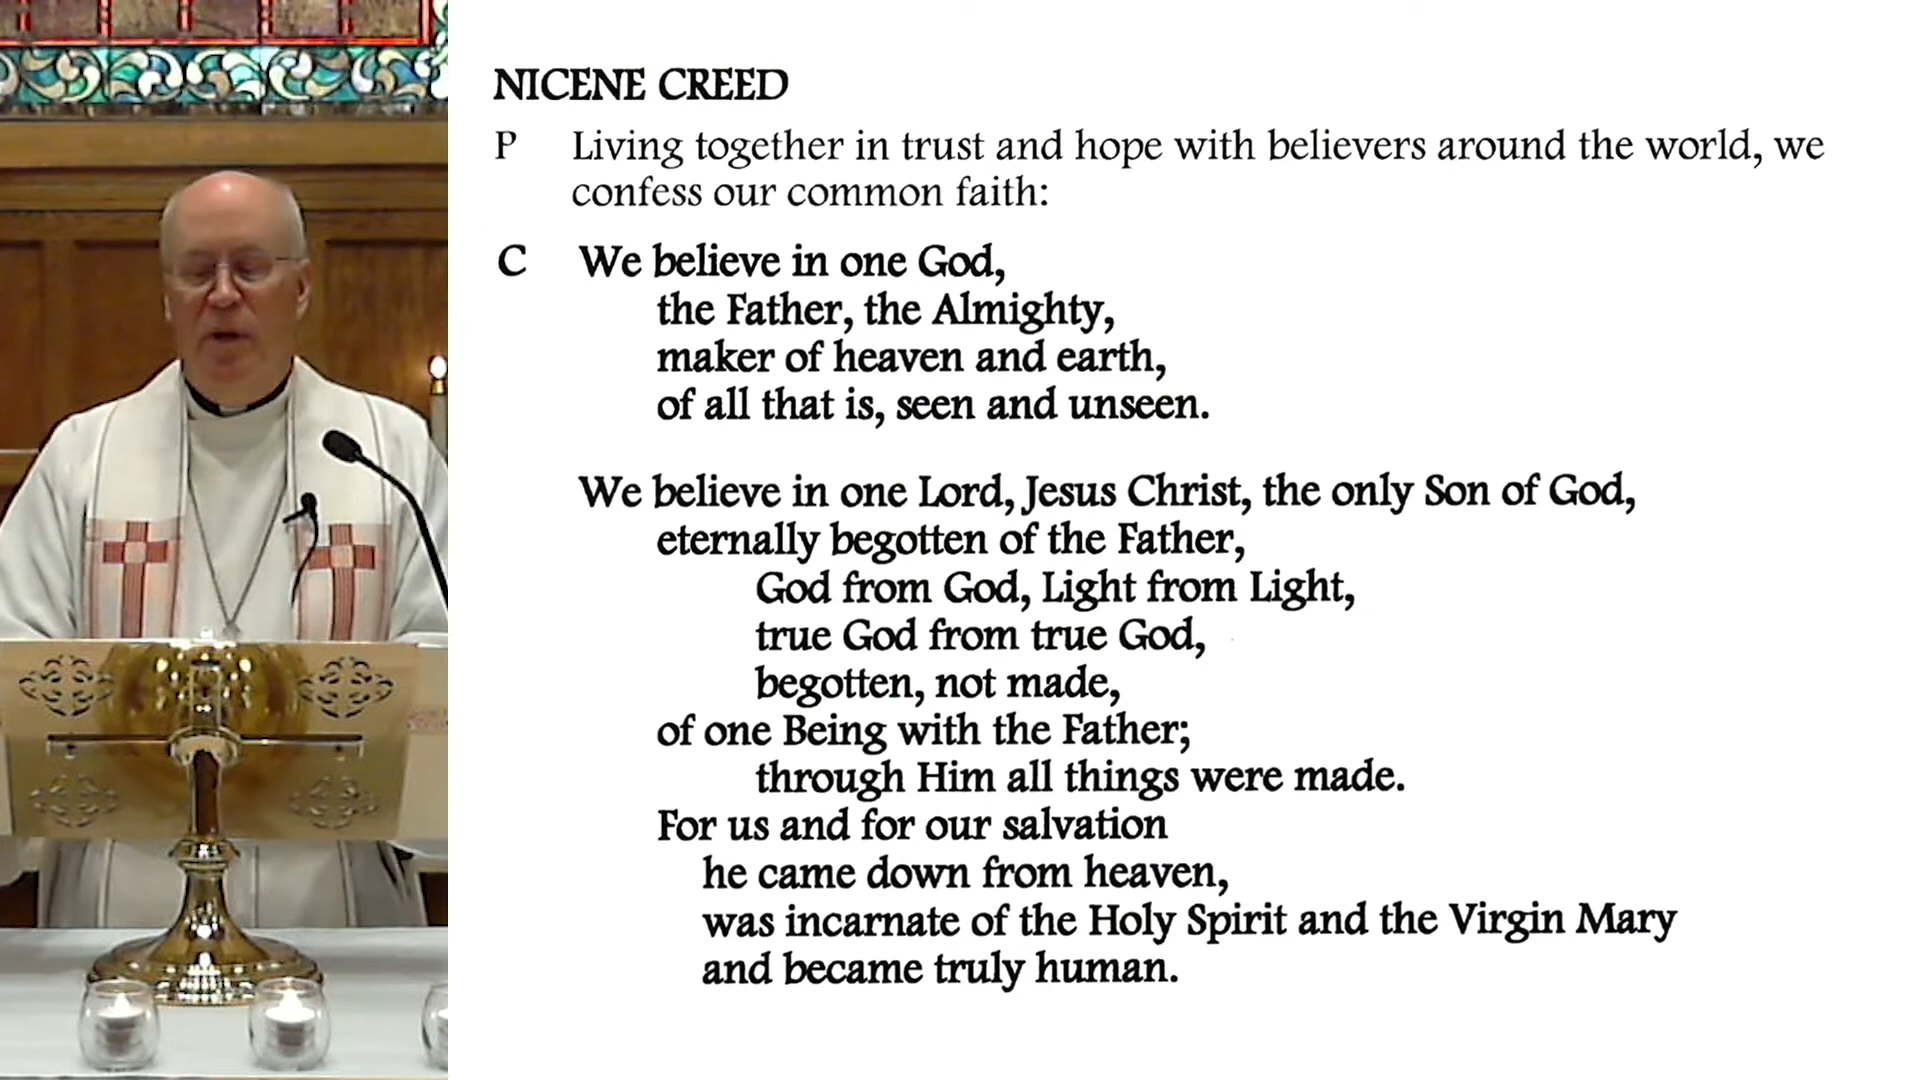 NICENE CREED
P Living together in trust and hope with believers around the world, we
confess our common faith:
C We believe in one God,
the Father, the Almighty,
maker of heaven and earth,
of all that is, seen and unseen.
We believe in one Lord, Jesus Christ, the only Son of God,
eternally begotten of the Father,
God from God, Light from Light,
true God from true God,
begotten, not made,
of one Being with the Father;
through Him all things were made.
For us and for our salvation
he came down from heaven,
was incarnate of the Holy Spirit and the Virgin Mary
and became truly human.